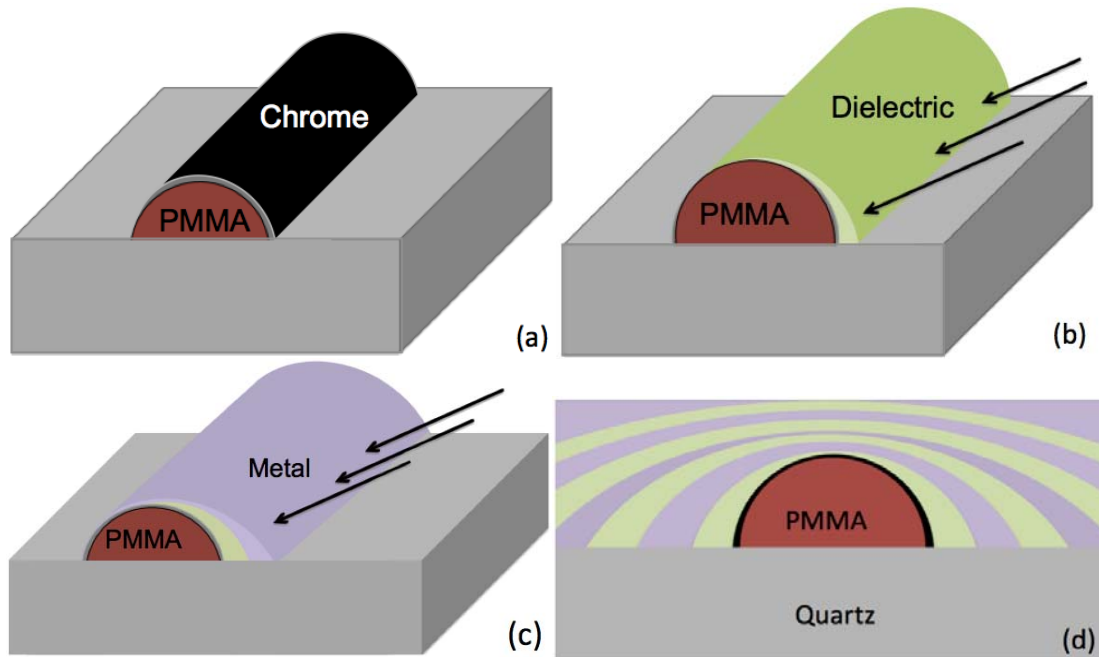 Chrome
PMMA
(a)
Dielectric
PMMA
(b)
Metal
PMMA
(c)
PMMA
Quartz
(d)